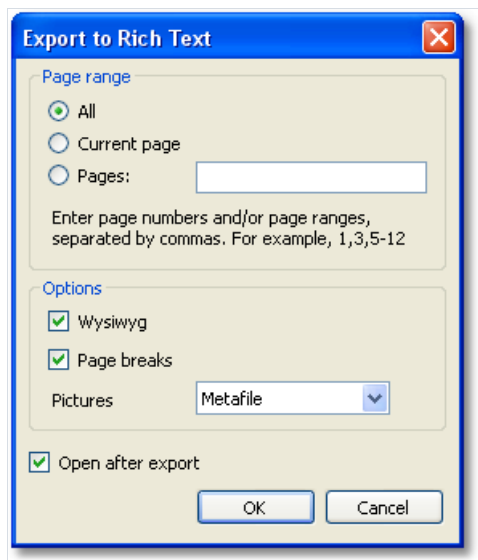 Export to Rich Text
Page range
All
Current page
Pages:
Enter page numbers and/or page ranges,
separated by commas. For example, 1,3,5-12
Options
Wysiwyg
Page breaks
Pictures Metafile
Open after export
OK Cancel